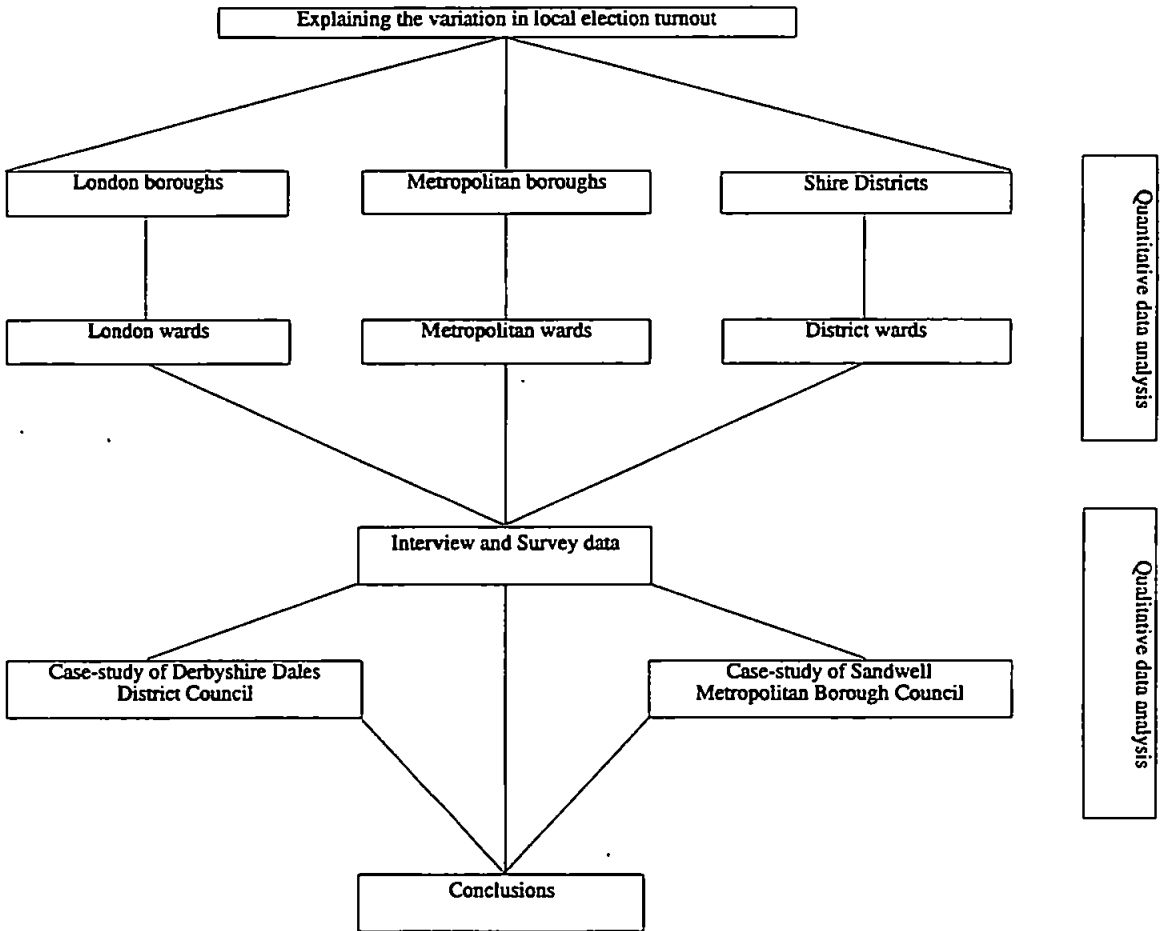 Explaining the variation in local election turnout
London boroughs
Metropolitan boroughs
Shire Districts
Quantitative data analysis
London wards
Metropolitan wards
District wards
Interview and Survey data
Qualitative data analysis
Case-study of Derbyshire Dales
District Council
Case-study of Sandwell
Metropolitan Borough Council
Conclusions